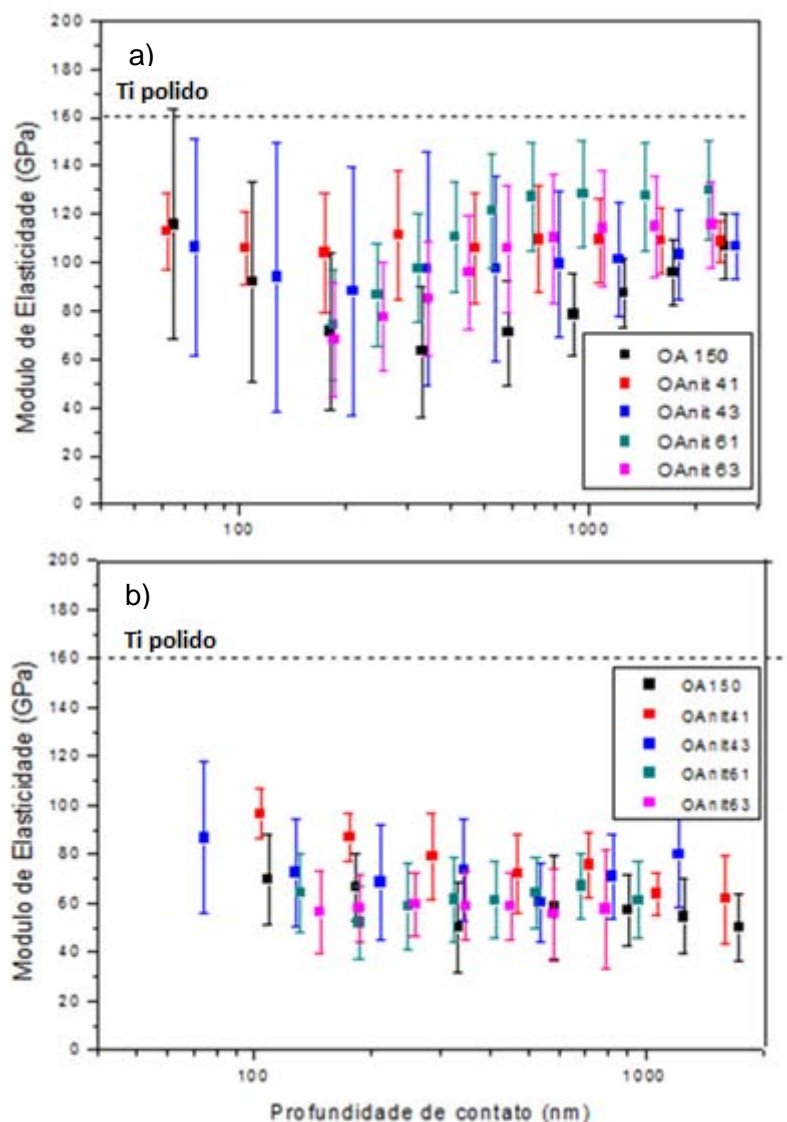 a)
Ti polido
Modulo de Elasticidade (GPa)
200
180
160
140
120
100
80
60
40
20
0
OA 150
OAnit 41
OAnit 43
OAnit 61
OAnit 63
100
1000
b)
Ti polido
Modulo de Elasticidade (GPa)
200
180
160
140
120
100
80
60
40
20
0
OA150
OAnit41
OAnit43
OAnit61
OAnit63
100
1000
Profundidade de contato (nm)